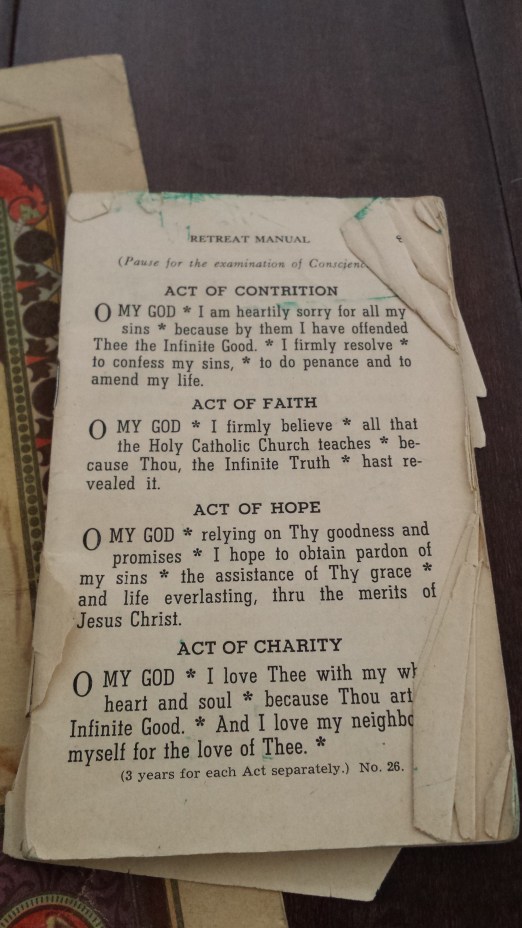 RETREAT MANUAL
(Pause for the examination of
ACT OF CONTRITION
O MY GOD * I am heartily sorry for all my
sins * because by them I have offended
Thee the Infinite Good. * I firmly resolve *
to confess my sins, * to do penance and to
amend my life.
ACT OF FAITH
O MY GOD * I firmly believe * all that
the Holy Catholic Church teaches * be-
cause Thou, the Infinite Truth * hast re-
vealed it.
ACT OF HOPE
O MY GOD * relying on Thy goodness and
promises * I hope to obtain pardon of
my sins * the assistance of Thy grace *
and life everlasting, thru the merits of
Jesus Christ.
ACT OF CHARITY
O MY GOD * I love Thee with my
heart and soul * because Thou art
Infinite Good. * And I love my
myself for the love of Thee. *
(3 years for each Act separately.) No. 26.